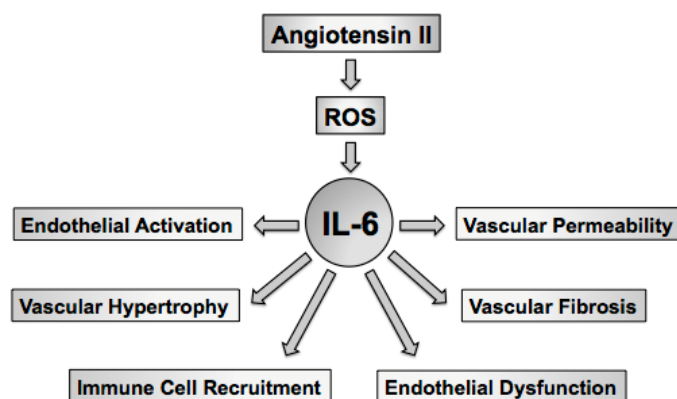 Angiotensin II
ROS
IL-6
Endothelial Activation
Vascular Permeability
Vascular Hypertrophy
Vascular Fibrosis
Immune Cell Recruitment
Endothelial Dysfunction